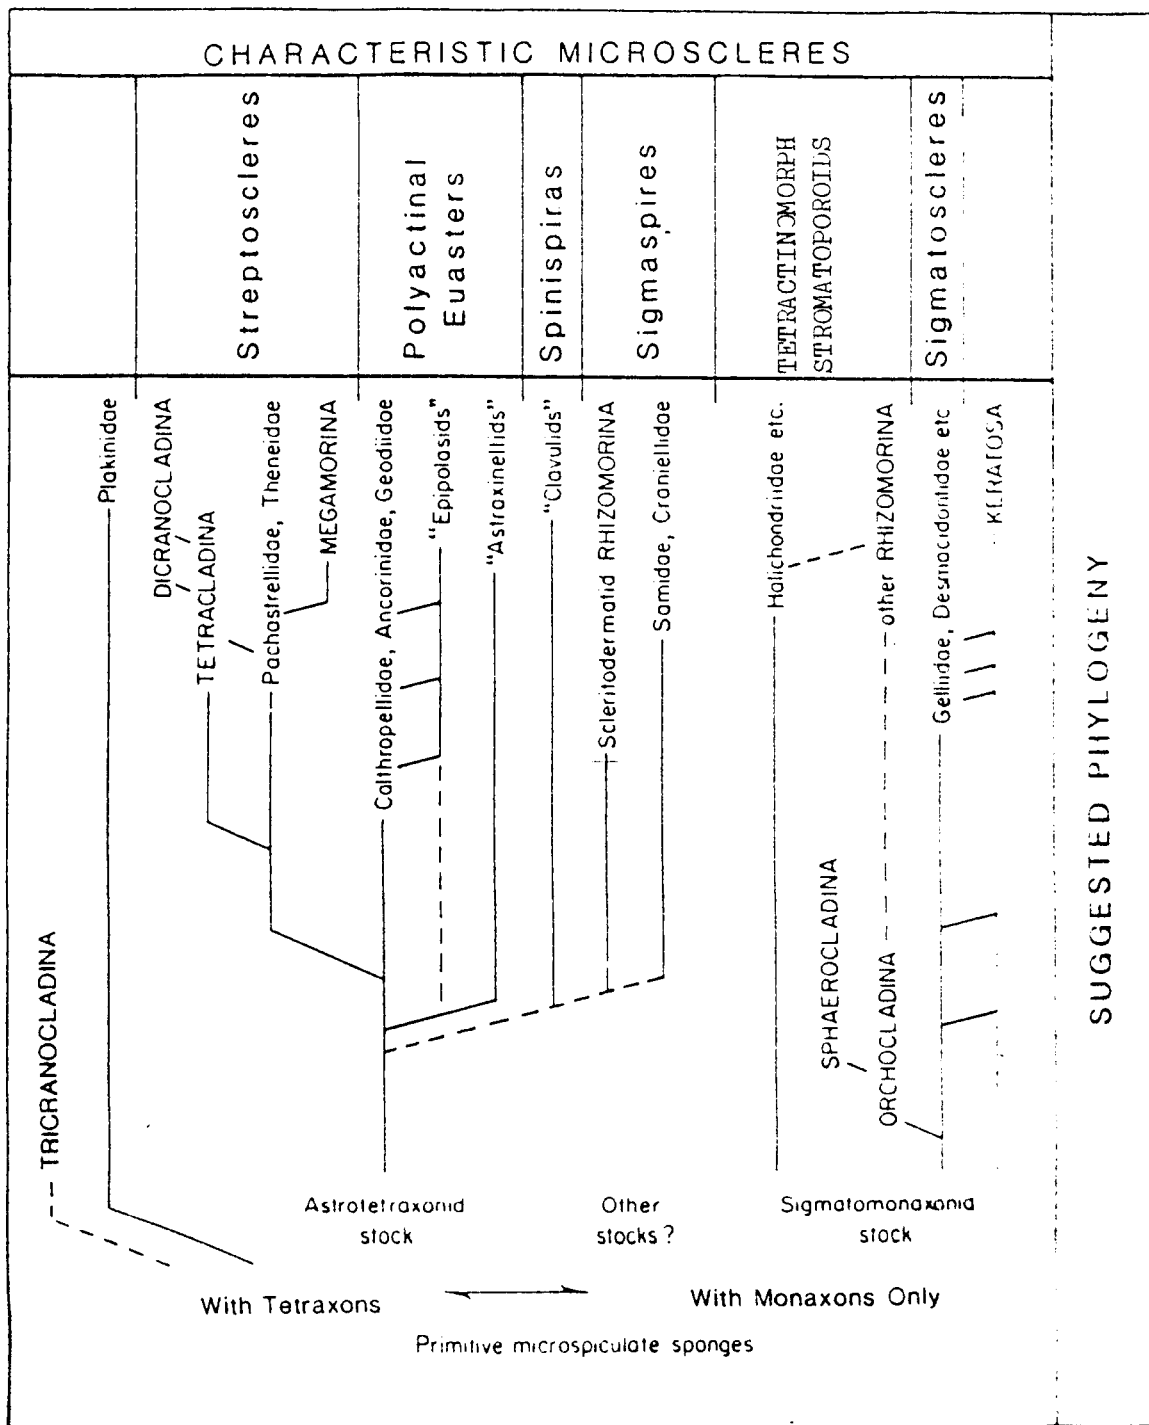 CHARACTERISTIC MICROSCLERES
Streptoscleres
Polyactinal
Euasters
Spinispiras
Sigmaspires
TETRACTINOMORPH
STROMATOPOROIDS
Sigmatoscleres
TRICRANOCLADINA
Plakinidae
DICRANOCLADINA
TETRACLADINA
Pachastrellidae, Theneidae
MEGAMORINA
Calthropellidae, Ancorinidae, Geodiidae
"Epipolasids"
"Astraxinellids"
"Clavulids"
Scleritodermatid RHIZOMORINA
Samidae, Craniellidae
Halichondriidae etc.
SPHAEROCLADINA
ORCHOCLADINA
other RHIZOMORINA
Gelliidae, Desmacidontidae etc
KERATOSA
Astrotetraxonid
stock
Other
stocks?
Sigmatomonaxonid
stock
With Tetraxons
With Monaxons Only
Primitive microspiculate sponges
SUGGESTED PHYLOGENY